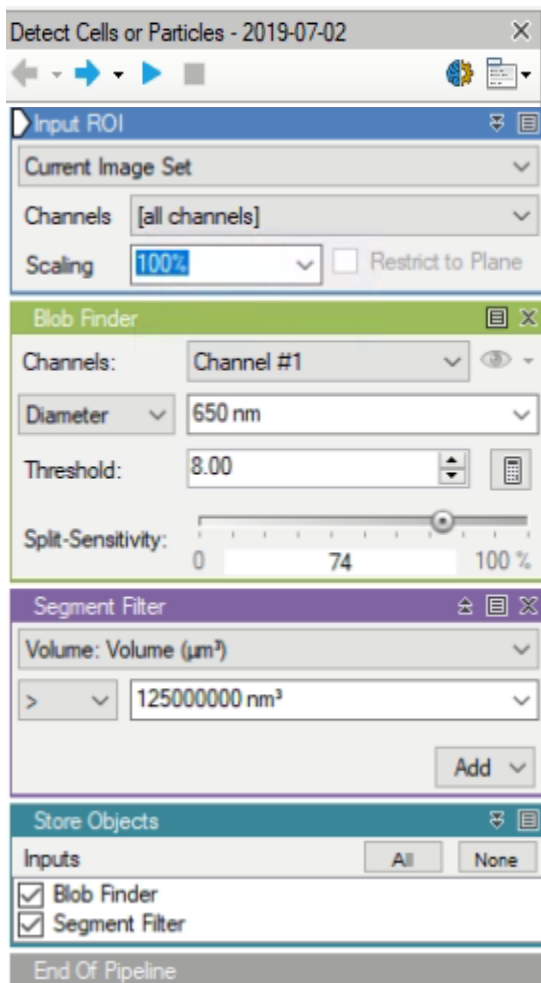 Detect Cells or Particles - 2019-07-02
Input ROI
Current Image Set
Channels [all channels]
Scaling 100% Restrict to Plane
Blob Finder
Channels: Channel #1
Diameter 650 nm
Threshold: 8.00
Split-Sensitivity:
0 74 100 %
Segment Filter
Volume: Volume (µm³)
> 125000000 nm³
Add
Store Objects
Inputs All None
Blob Finder
Segment Filter
End Of Pipeline